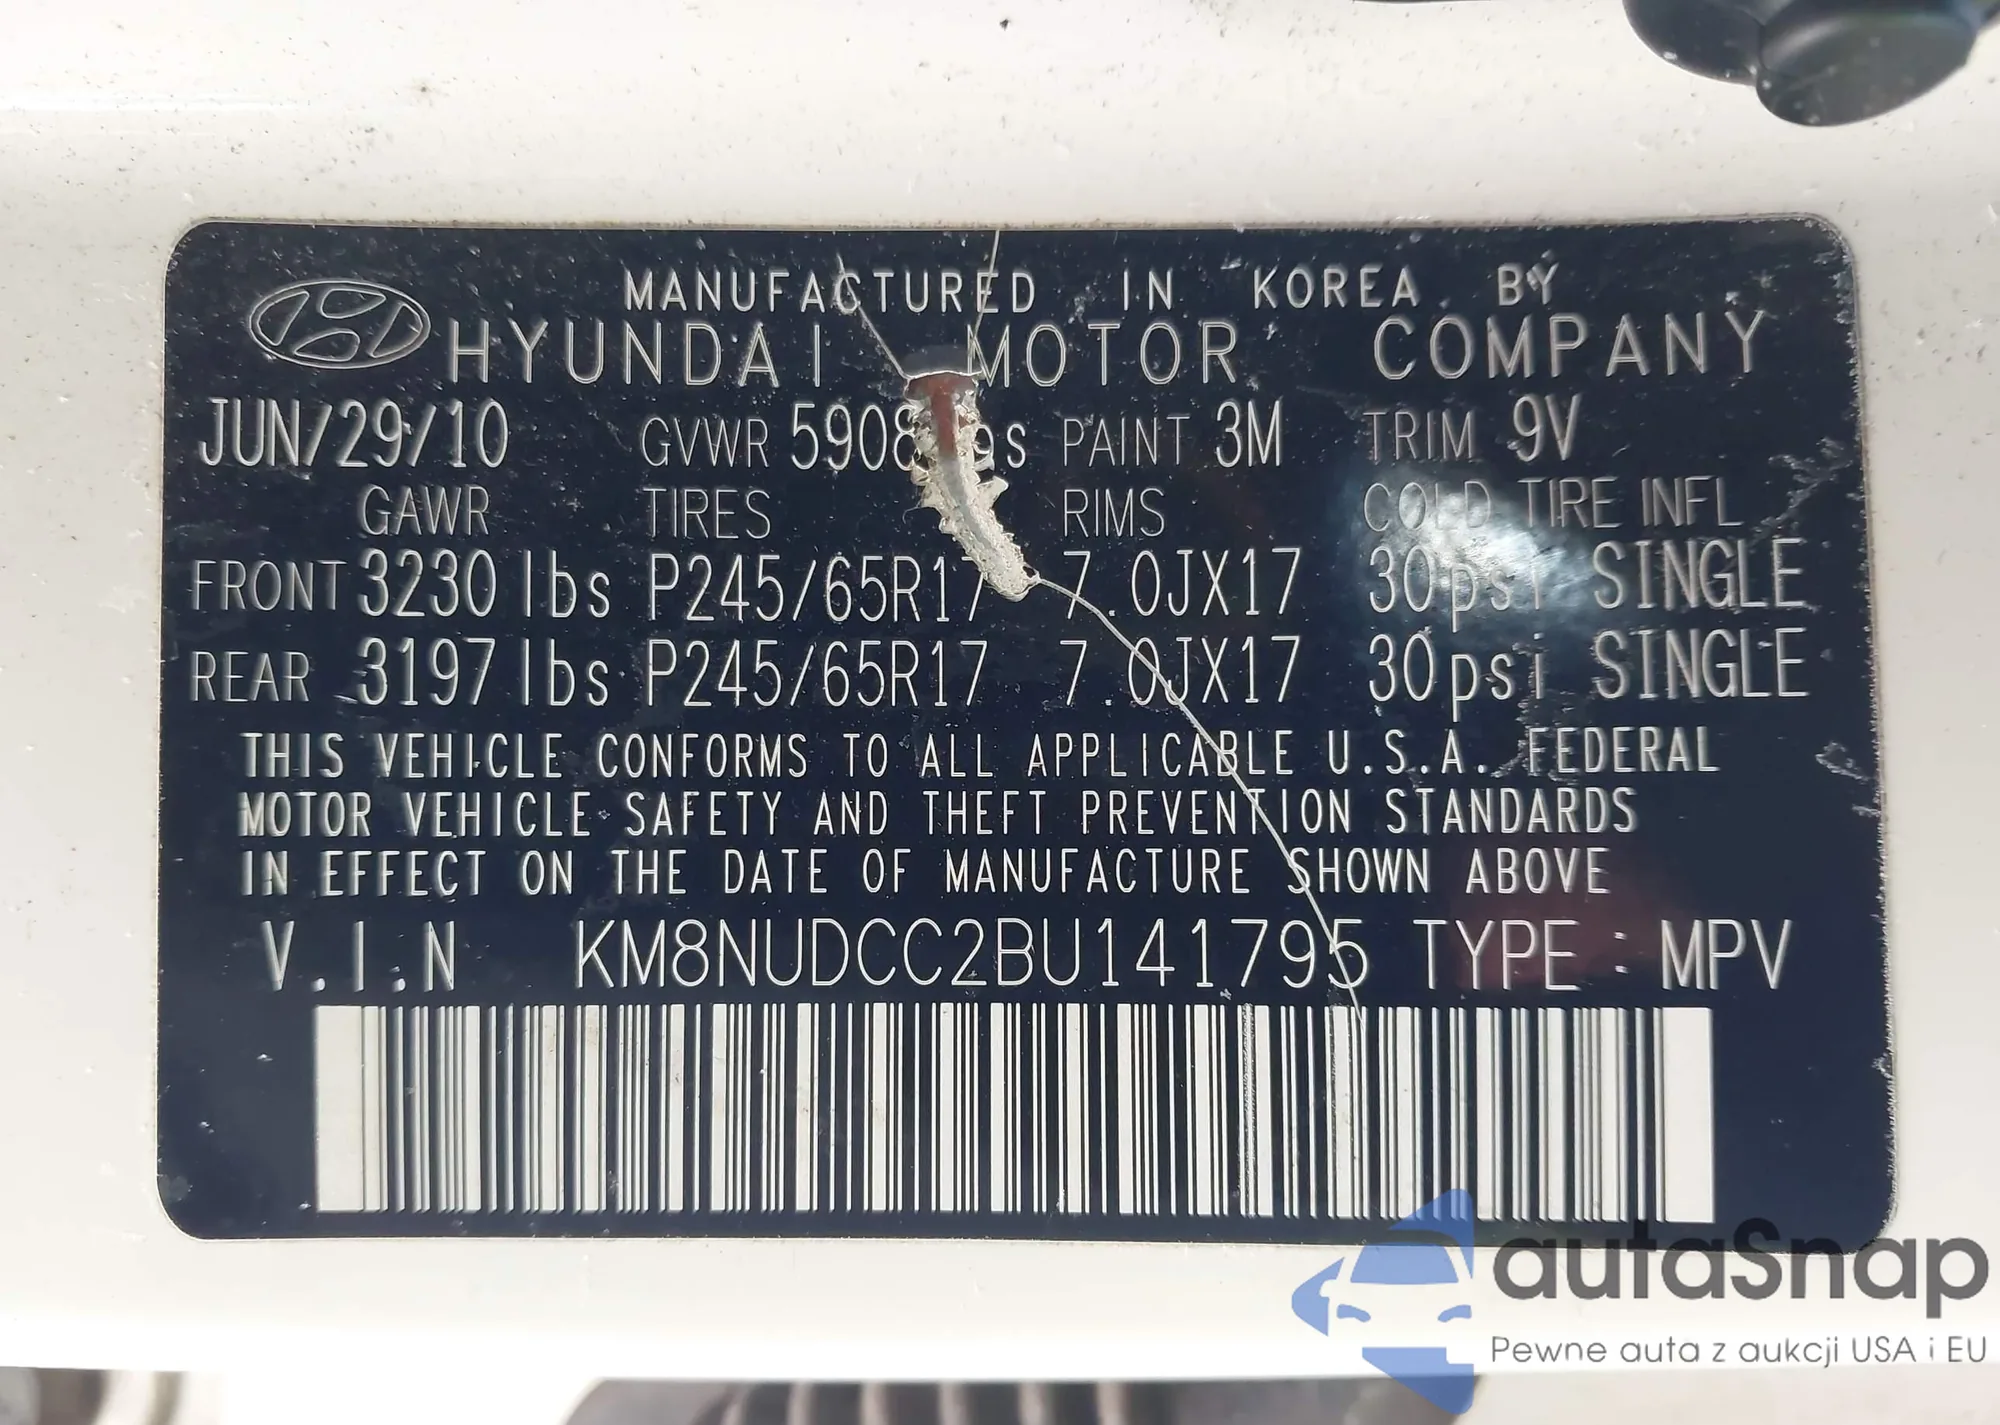 MANUFACTURED IN KOREA BY
HYUNDAI MOTOR COMPANY
JUN/29/10 GVWR PAINT 3M TRIM 9V
GAWR TIRES RIMS COLD TIRE INFL
FRONT 3230 lbs P245/65R17 7.0JX17 30psi SINGLE
REAR 3197 lbs P245/65R17 7.0JX17 30psi SINGLE
THIS VEHICLE CONFORMS TO ALL APPLICABLE U.S.A. FEDERAL
MOTOR VEHICLE SAFETY AND THEFT PREVENTION STANDARDS
IN EFFECT ON THE DATE OF MANUFACTURE SHOWN ABOVE
V.I.N KM8NUDCC2BU141795 TYPE : MPV
autaSnap
Pewne auta z aukcji USA i EU